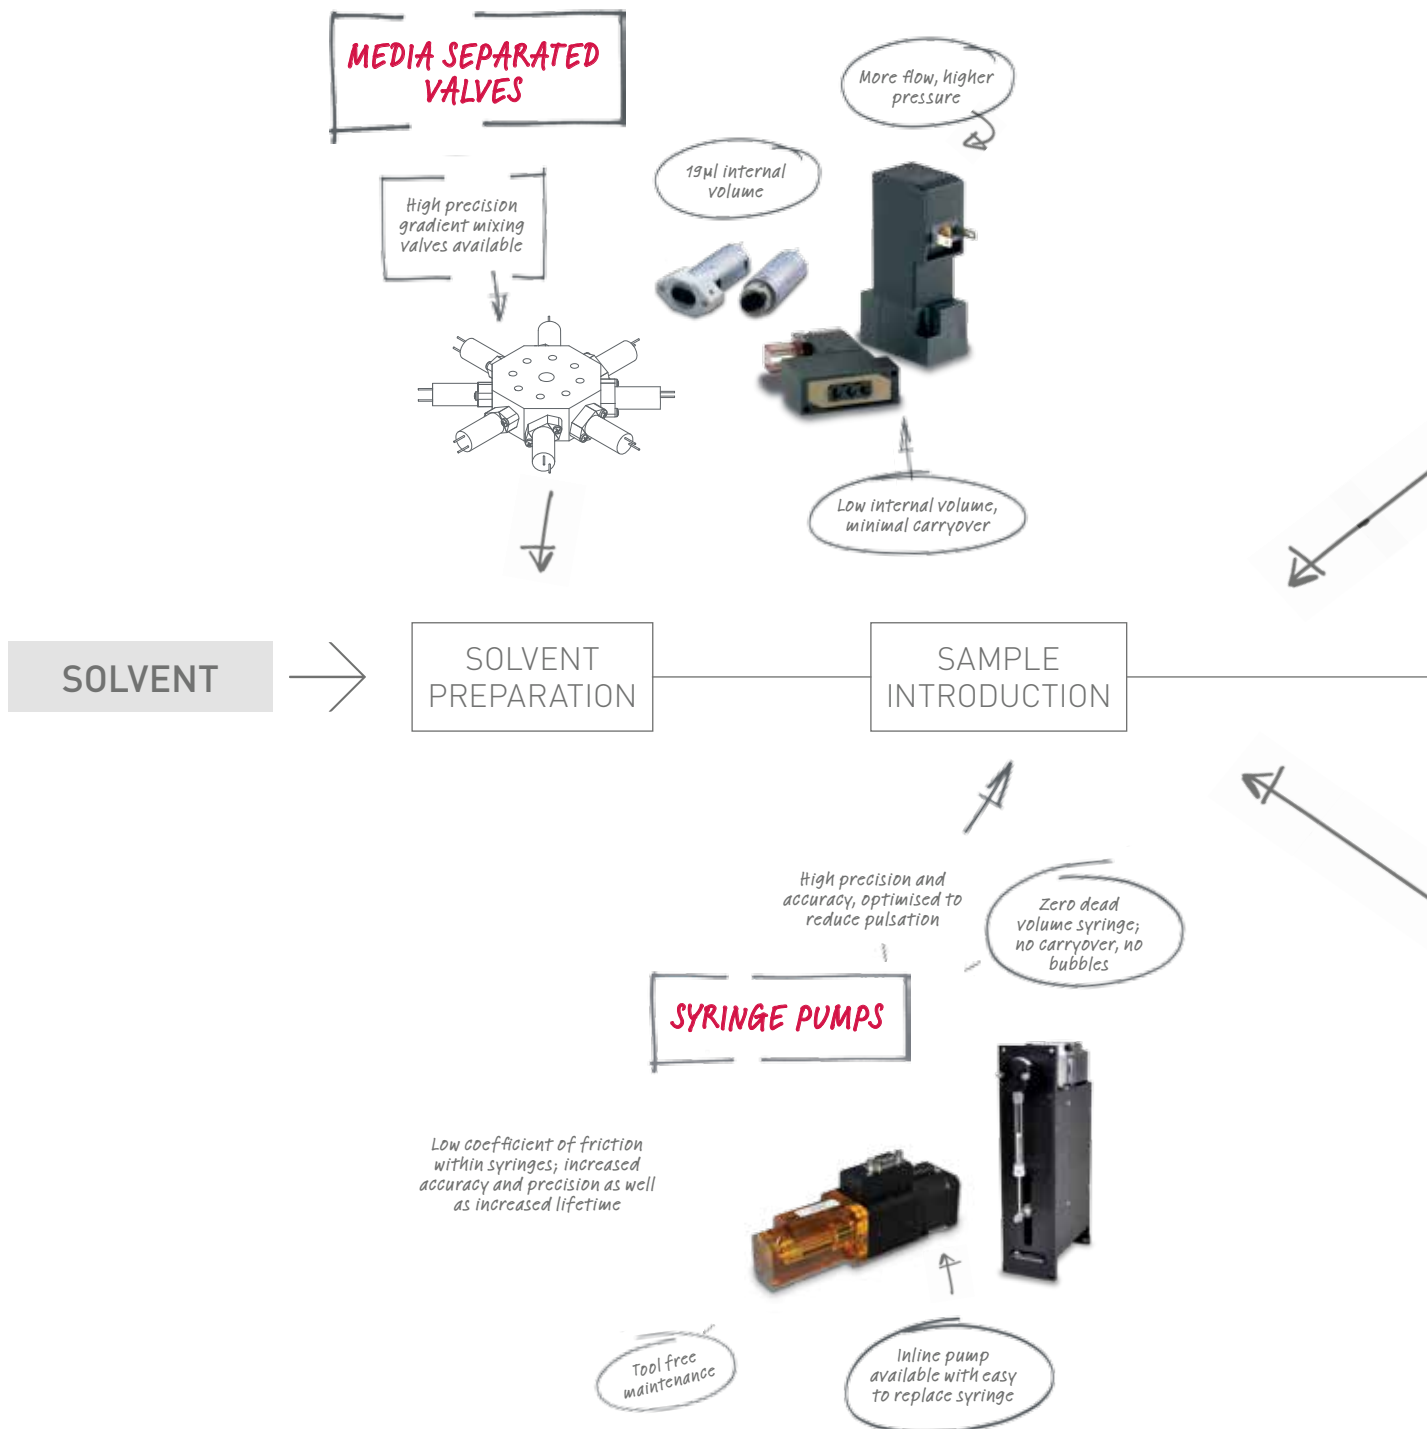 MEDIA SEPARATED
VALVES
More flow, higher
pressure
19µl internal
volume
High precision
gradient mixing
valves available
Low internal volume,
minimal carryover
SOLVENT
SOLVENT
PREPARATION
SAMPLE
INTRODUCTION
High precision and
accuracy, optimised to
reduce pulsation
Zero dead
volume syringe;
no carryover, no
bubbles
SYRINGE PUMPS
Low coefficient of friction
within syringes; increased
accuracy and precision as well
as increased lifetime
Tool free
maintenance
Inline pump
available with easy
to replace syringe